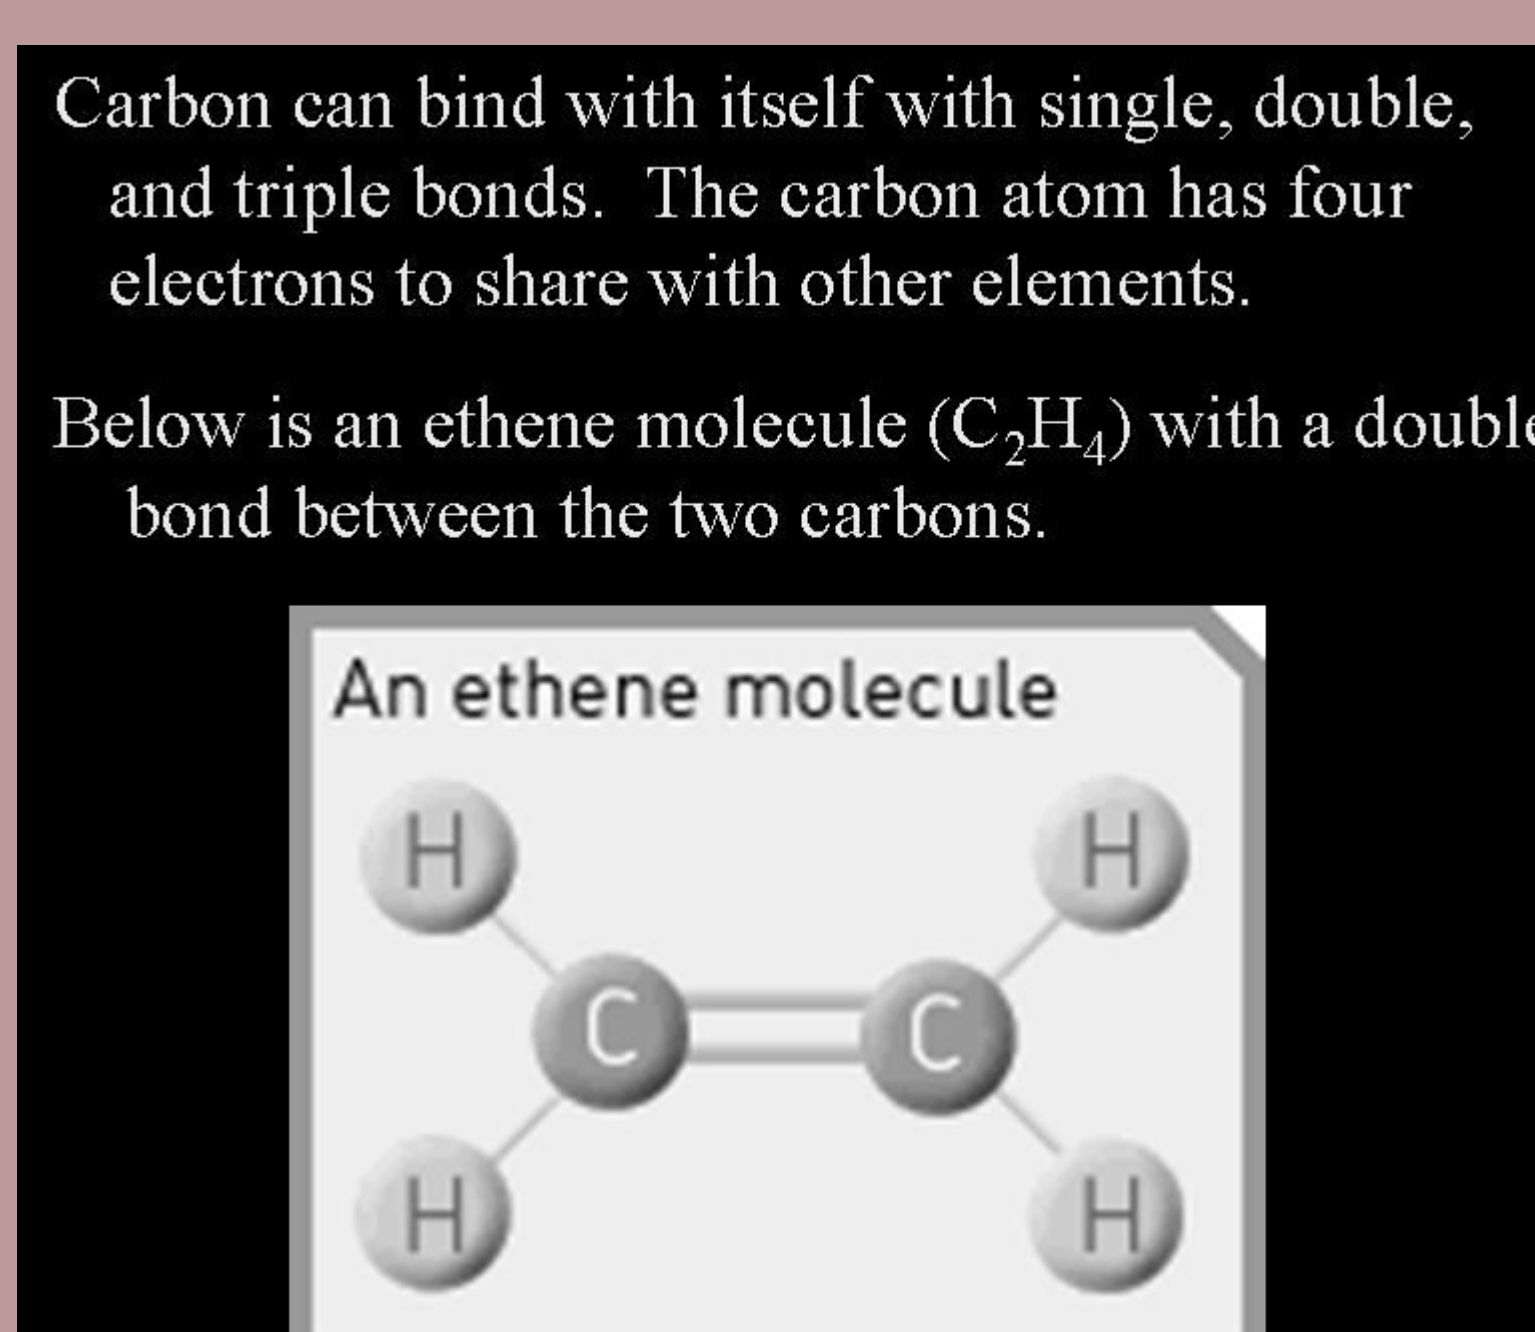 Carbon can bind with itself with single, double,
and triple bonds. The carbon atom has four
electrons to share with other elements.
Below is an ethene molecule (C₂H₄) with a double
bond between the two carbons.
An ethene molecule
H H
C C
H H